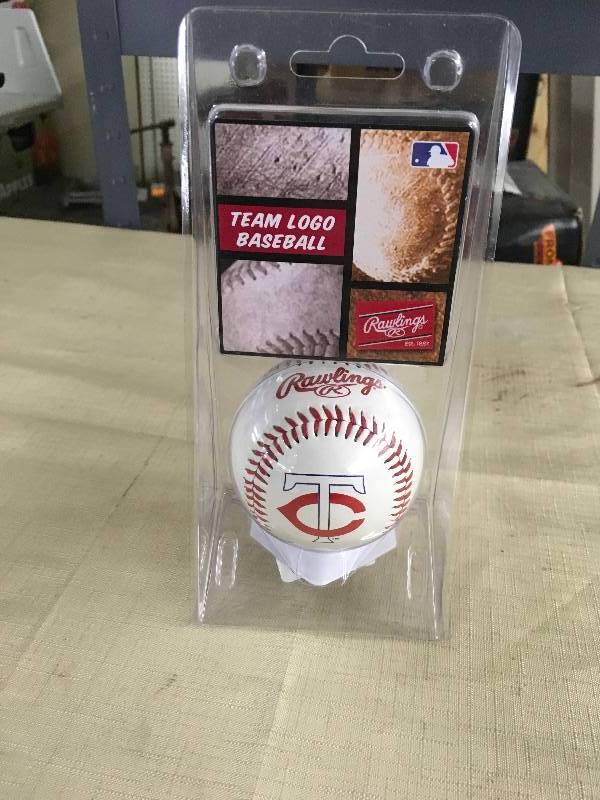 TEAM LOGO
BASEBALL
Rawlings
R
EST. 1887
Rawlings
R
TC